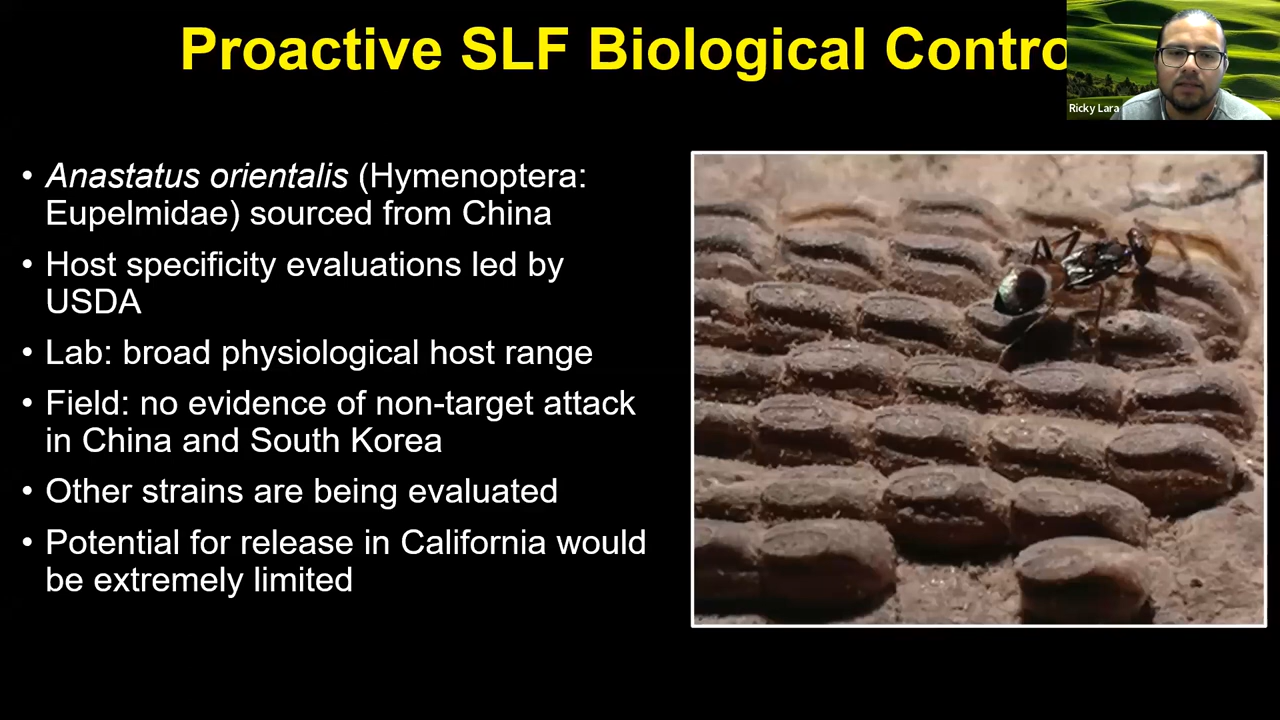 Proactive SLF Biological Contro
Ricky Lara
• Anastatus orientalis (Hymenoptera:
Eupelmidae) sourced from China
• Host specificity evaluations led by
USDA
• Lab: broad physiological host range
• Field: no evidence of non-target attack
in China and South Korea
• Other strains are being evaluated
• Potential for release in California would
be extremely limited